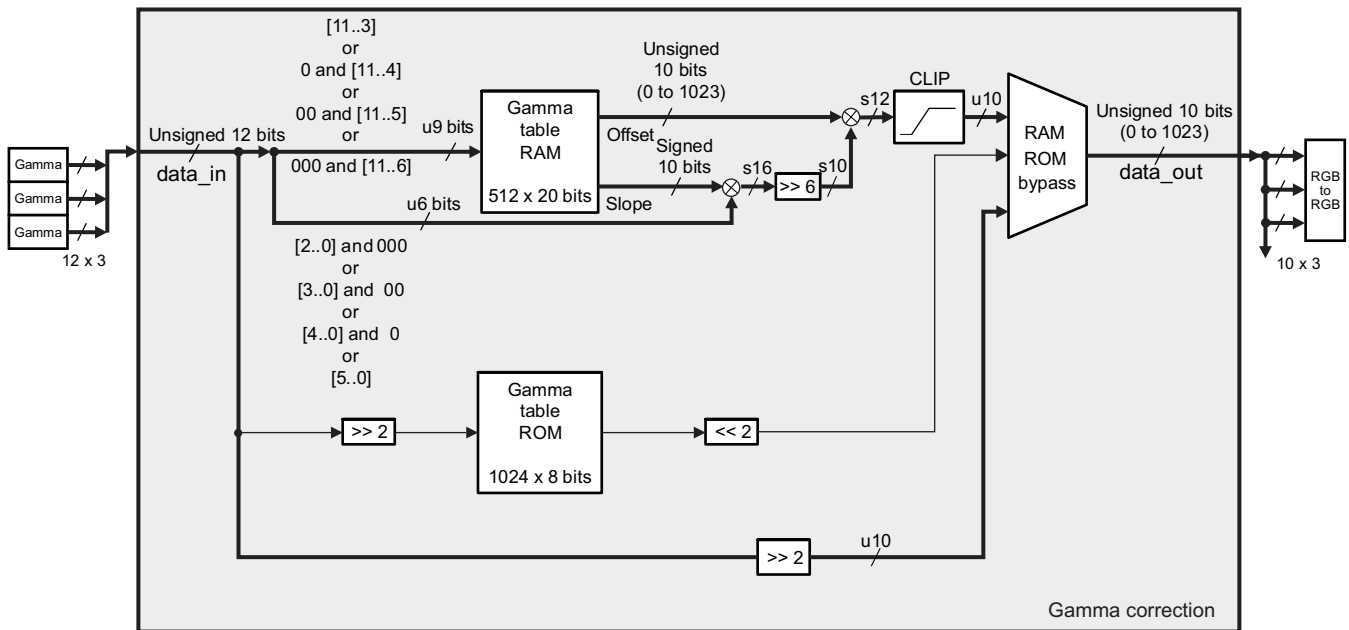 Gamma
Gamma
Gamma
12 x 3
Unsigned 12 bits
data_in
[11..3]
or
0 and [11..4]
or
00 and [11..5]
or
000 and [11..6]
u9 bits
Gamma
table
RAM
512 x 20 bits
Unsigned
10 bits
(0 to 1023)
Offset
Signed
10 bits
Slope
u6 bits
s16
>> 6
s10
s12
CLIP
u10
RAM
ROM
bypass
Unsigned 10 bits
(0 to 1023)
data_out
RGB
to
RGB
10 x 3
[2..0] and 000
or
[3..0] and 00
or
[4..0] and 0
or
[5..0]
>> 2
Gamma
table
ROM
1024 x 8 bits
<< 2
>> 2
u10
Gamma correction